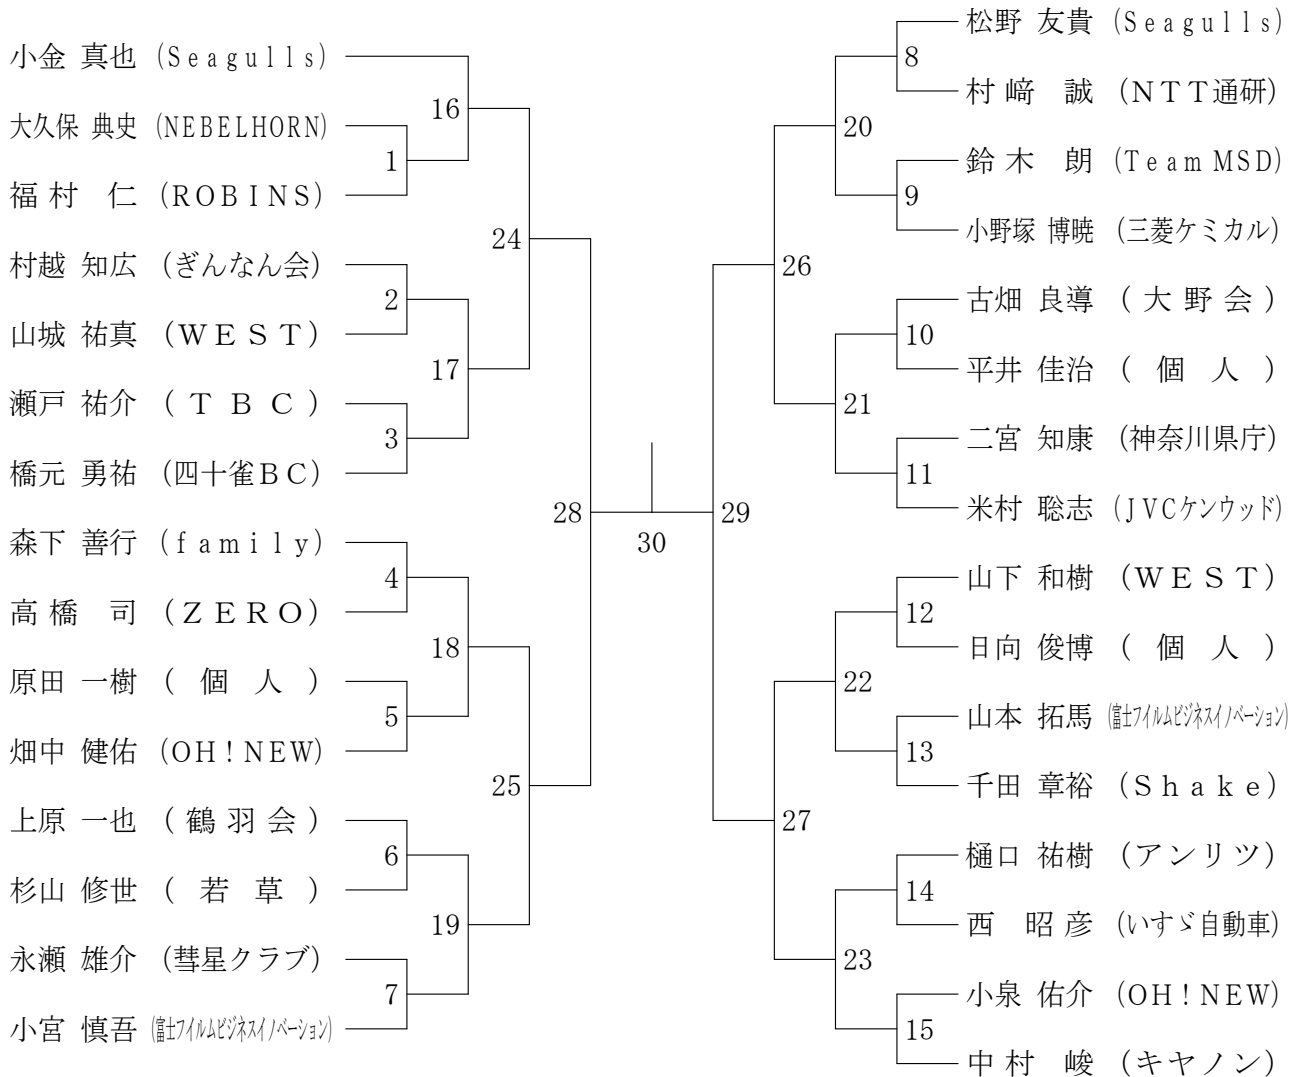 小金 真也 (Seagulls)
大久保 典史 (NEBELHORN)
福村 仁 (ROBINS)
村越 知広 (ぎんなん会)
山城 祐真 (WEST)
瀬戸 祐介 (TBC)
橋元 勇祐 (四十雀BC)
森下 善行 (family)
高橋 司 (ZERO)
原田 一樹 (個人)
畑中 健佑 (OH!NEW)
上原 一也 (鶴羽会)
杉山 修世 (若草)
永瀬 雄介 (彗星クラブ)
小宮 慎吾 (富士フイルムビジネスイノベーション)
1
2
3
4
5
6
7
16
17
18
19
24
25
28
30
29
26
27
20
21
22
23
8
9
10
11
12
13
14
15
松野 友貴 (Seagulls)
村﨑 誠 (NTT通研)
鈴木 朗 (Team MSD)
小野塚 博暁 (三菱ケミカル)
古畑 良導 (大野会)
平井 佳治 (個人)
二宮 知康 (神奈川県庁)
米村 聡志 (JVCケンウッド)
山下 和樹 (WEST)
日向 俊博 (個人)
山本 拓馬 (富士フイルムビジネスイノベーション)
千田 章裕 (Shake)
樋口 祐樹 (アンリツ)
西 昭彦 (いすゞ自動車)
小泉 佑介 (OH!NEW)
中村 峻 (キヤノン)